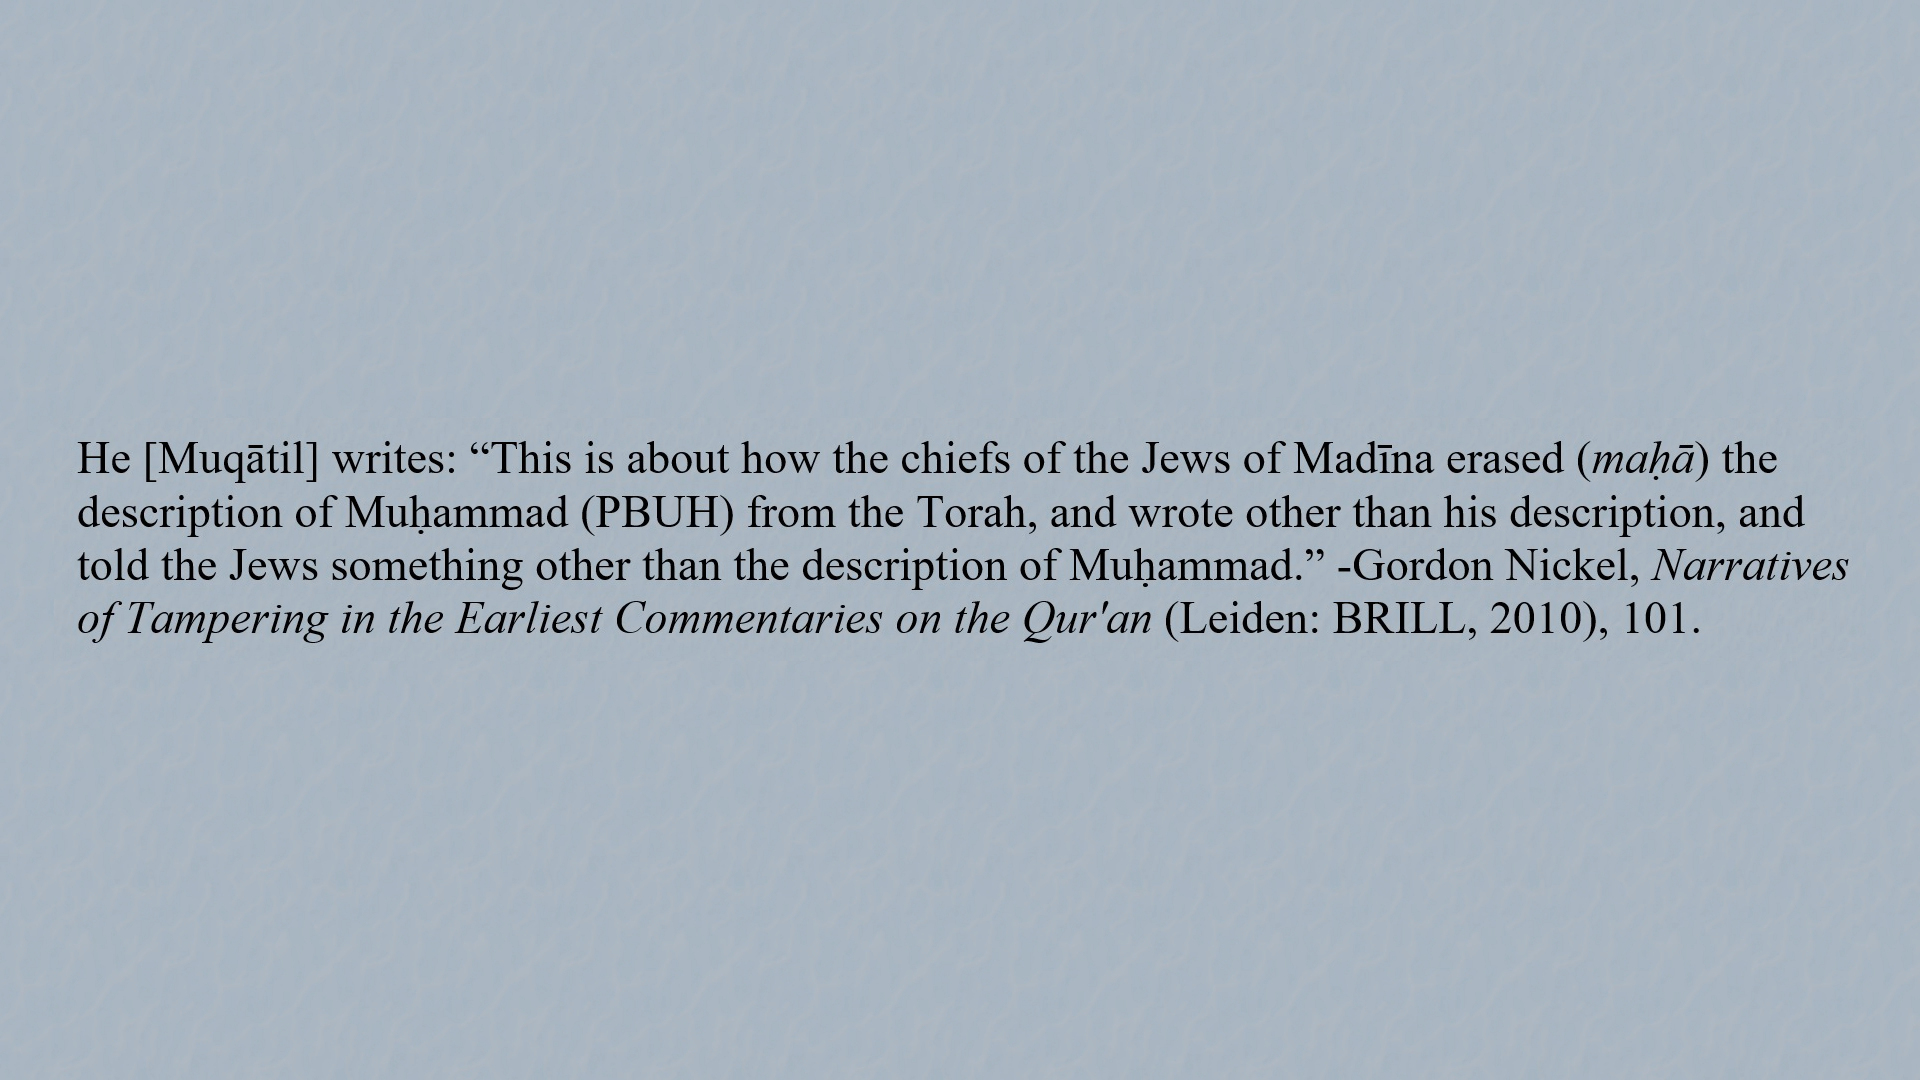 He [Muqātil] writes: “This is about how the chiefs of the Jews of Madīna erased (maḥā) the
description of Muḥammad (PBUH) from the Torah, and wrote other than his description, and
told the Jews something other than the description of Muḥammad.” -Gordon Nickel, Narratives
of Tampering in the Earliest Commentaries on the Qur'an (Leiden: BRILL, 2010), 101.